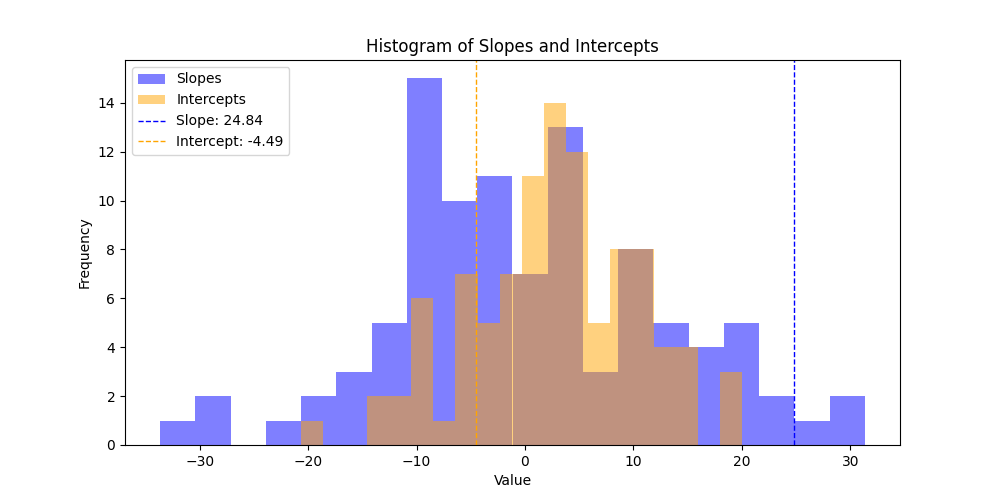 Histogram of Slopes and Intercepts
Slopes
Intercepts
Slope: 24.84
Intercept: -4.49
Frequency
14
12
10
8
6
4
2
0
−30
−20
−10
0
10
20
30
Value